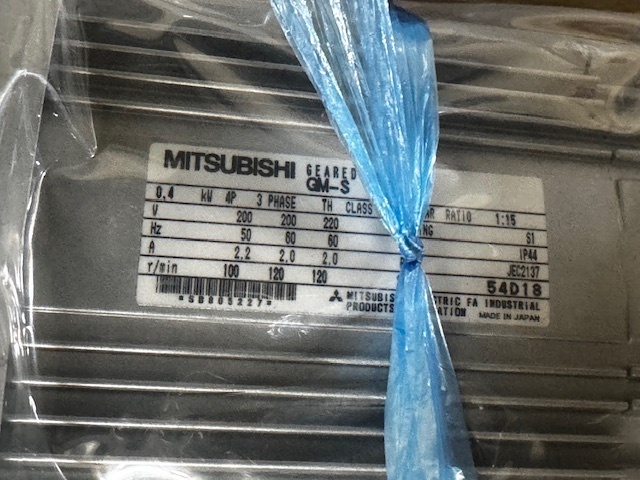 MITSUBISHI GEARED
GM-S
0.4 kW 4P 3 PHASE TH CLASS RATIO 1:15
V 200 200 220
Hz 50 60 60 S1
A 2.2 2.0 2.0 IP44
r/min 100 120 120 JEC2137
*SB805227* 54D18
FA INDUSTRIAL
PRODUCTS MADE IN JAPAN